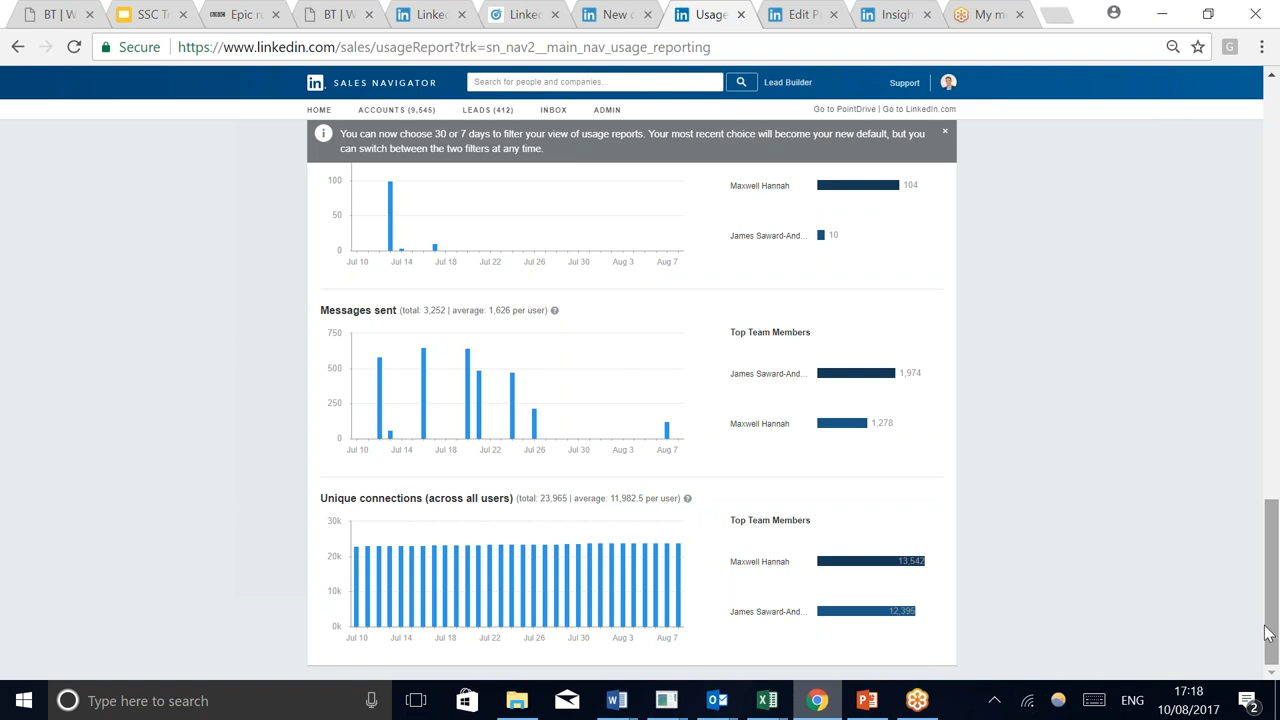 BT | V
SSC T
Epic r
BT | W
Linked
Linked
New c
Usage
Edit T
Insigh
My m
Secure
https://www.linkedin.com/sales/usageReport?trk=sn_nav2__main_nav_usage_reporting
G
in SALES NAVIGATOR
Search for people and companies...
Lead Builder
Support
HOME
ACCOUNTS (9,545)
LEADS (412)
INBOX
ADMIN
Go to PointDrive | Go to LinkedIn.com
You can now choose 30 or 7 days to filter your view of usage reports. Your most recent choice will become your new default, but you
can switch between the two filters at any time.
100
50
0
Jul 10 Jul 14 Jul 18 Jul 22 Jul 26 Jul 30 Aug 3 Aug 7
Maxwell Hannah 104
James Saward-And... 10
Messages sent (total: 3,252 | average: 1,626 per user)
750
500
250
0
Jul 10 Jul 14 Jul 18 Jul 22 Jul 26 Jul 30 Aug 3 Aug 7
Top Team Members
James Saward-And... 1,974
Maxwell Hannah 1,278
Unique connections (across all users) (total: 23,965 | average: 11,982.5 per user)
30k
20k
10k
0k
Jul 10 Jul 14 Jul 18 Jul 22 Jul 26 Jul 30 Aug 3 Aug 7
Top Team Members
Maxwell Hannah 13,542
James Saward-And... 12,395
Type here to search
ENG
17:18
10/08/2017
2